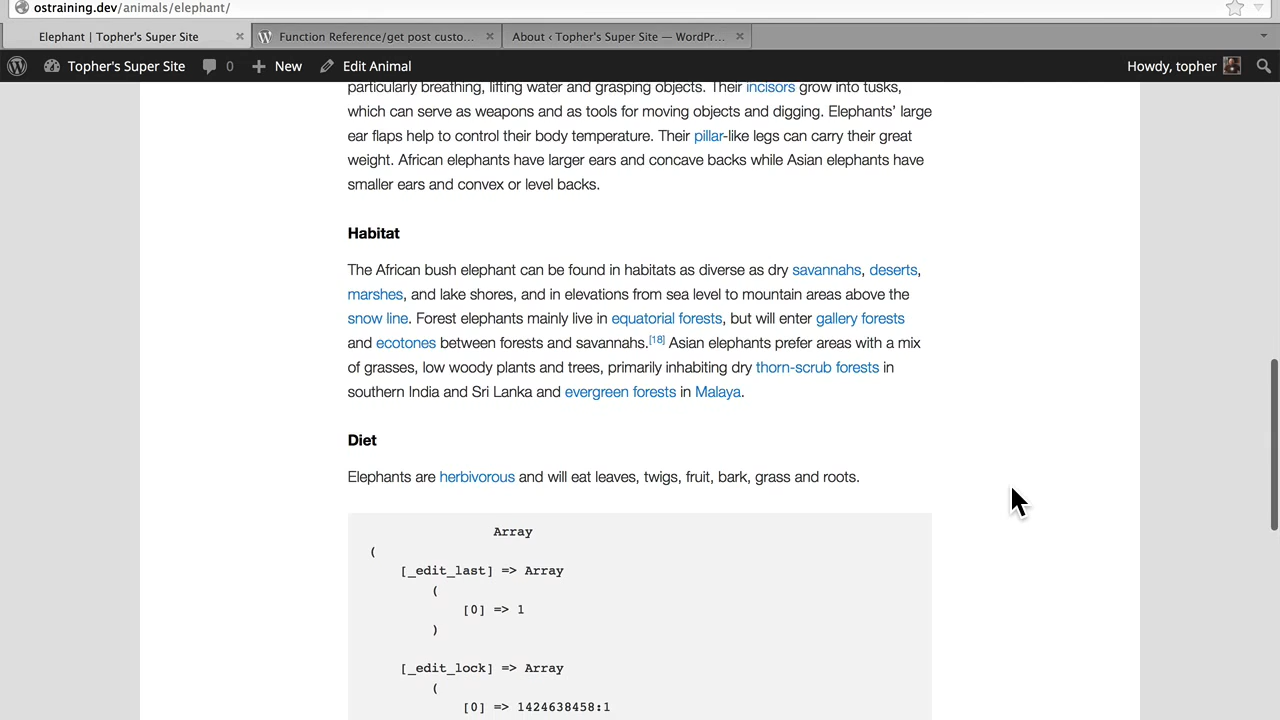 ostraining.dev/animals/elephant/
Elephant | Topher's Super Site × Function Reference/get post custo... × About ‹ Topher's Super Site — WordPr... ×
Topher's Super Site 0 + New Edit Animal Howdy, topher
particularly breathing, lifting water and grasping objects. Their incisors grow into tusks,
which can serve as weapons and as tools for moving objects and digging. Elephants’ large
ear flaps help to control their body temperature. Their pillar-like legs can carry their great
weight. African elephants have larger ears and concave backs while Asian elephants have
smaller ears and convex or level backs.
Habitat
The African bush elephant can be found in habitats as diverse as dry savannahs, deserts,
marshes, and lake shores, and in elevations from sea level to mountain areas above the
snow line. Forest elephants mainly live in equatorial forests, but will enter gallery forests
and ecotones between forests and savannahs.[18] Asian elephants prefer areas with a mix
of grasses, low woody plants and trees, primarily inhabiting dry thorn-scrub forests in
southern India and Sri Lanka and evergreen forests in Malaya.
Diet
Elephants are herbivorous and will eat leaves, twigs, fruit, bark, grass and roots.
Array
(
[_edit_last] => Array
(
[0] => 1
)
[_edit_lock] => Array
(
[0] => 1424638458:1